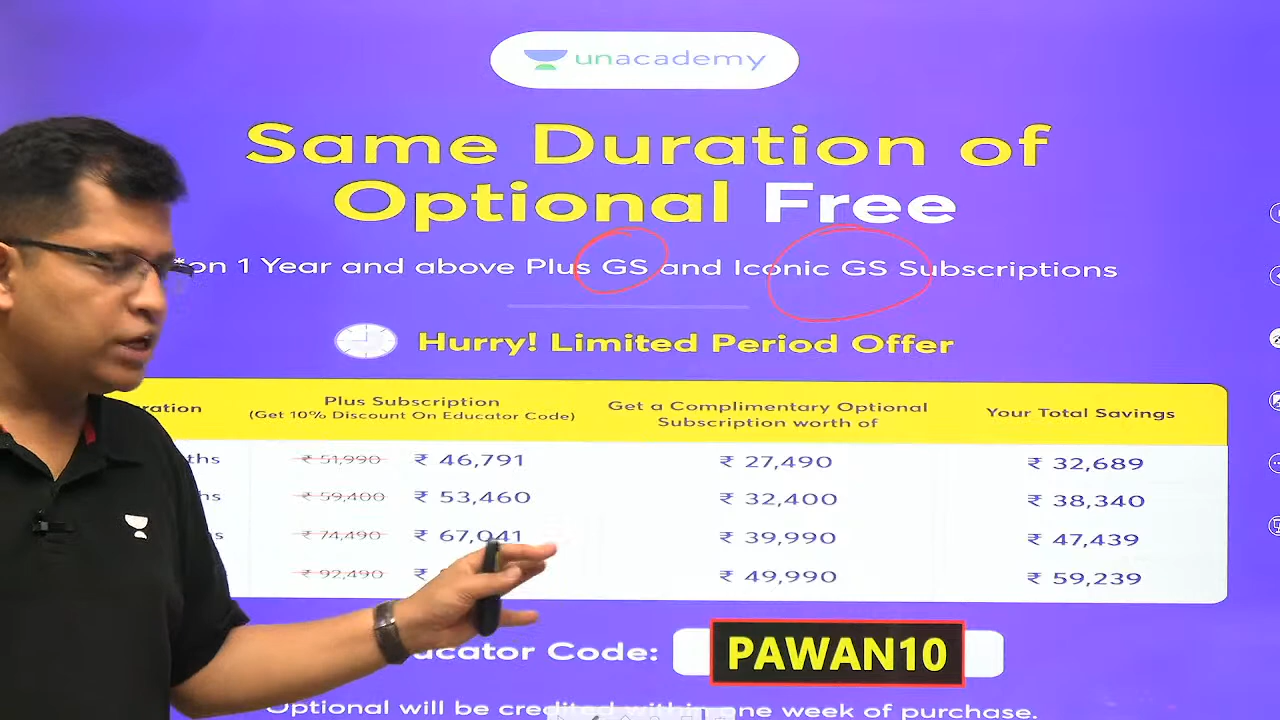 unacademy
Same Duration of
Optional Free
*on 1 Year and above Plus GS and Iconic GS Subscriptions
Hurry! Limited Period Offer
Plus Subscription
(Get 10% Discount On Educator Code)
Get a Complimentary Optional
Subscription worth of
Your Total Savings
₹ 51,990 ₹ 46,791 ₹ 27,490 ₹ 32,689
₹ 59,400 ₹ 53,460 ₹ 32,400 ₹ 38,340
₹ 74,490 ₹ 67,041 ₹ 39,990 ₹ 47,439
₹ 92,490 ₹ 49,990 ₹ 59,239
Code: PAWAN10
Optional will be credited within one week of purchase.